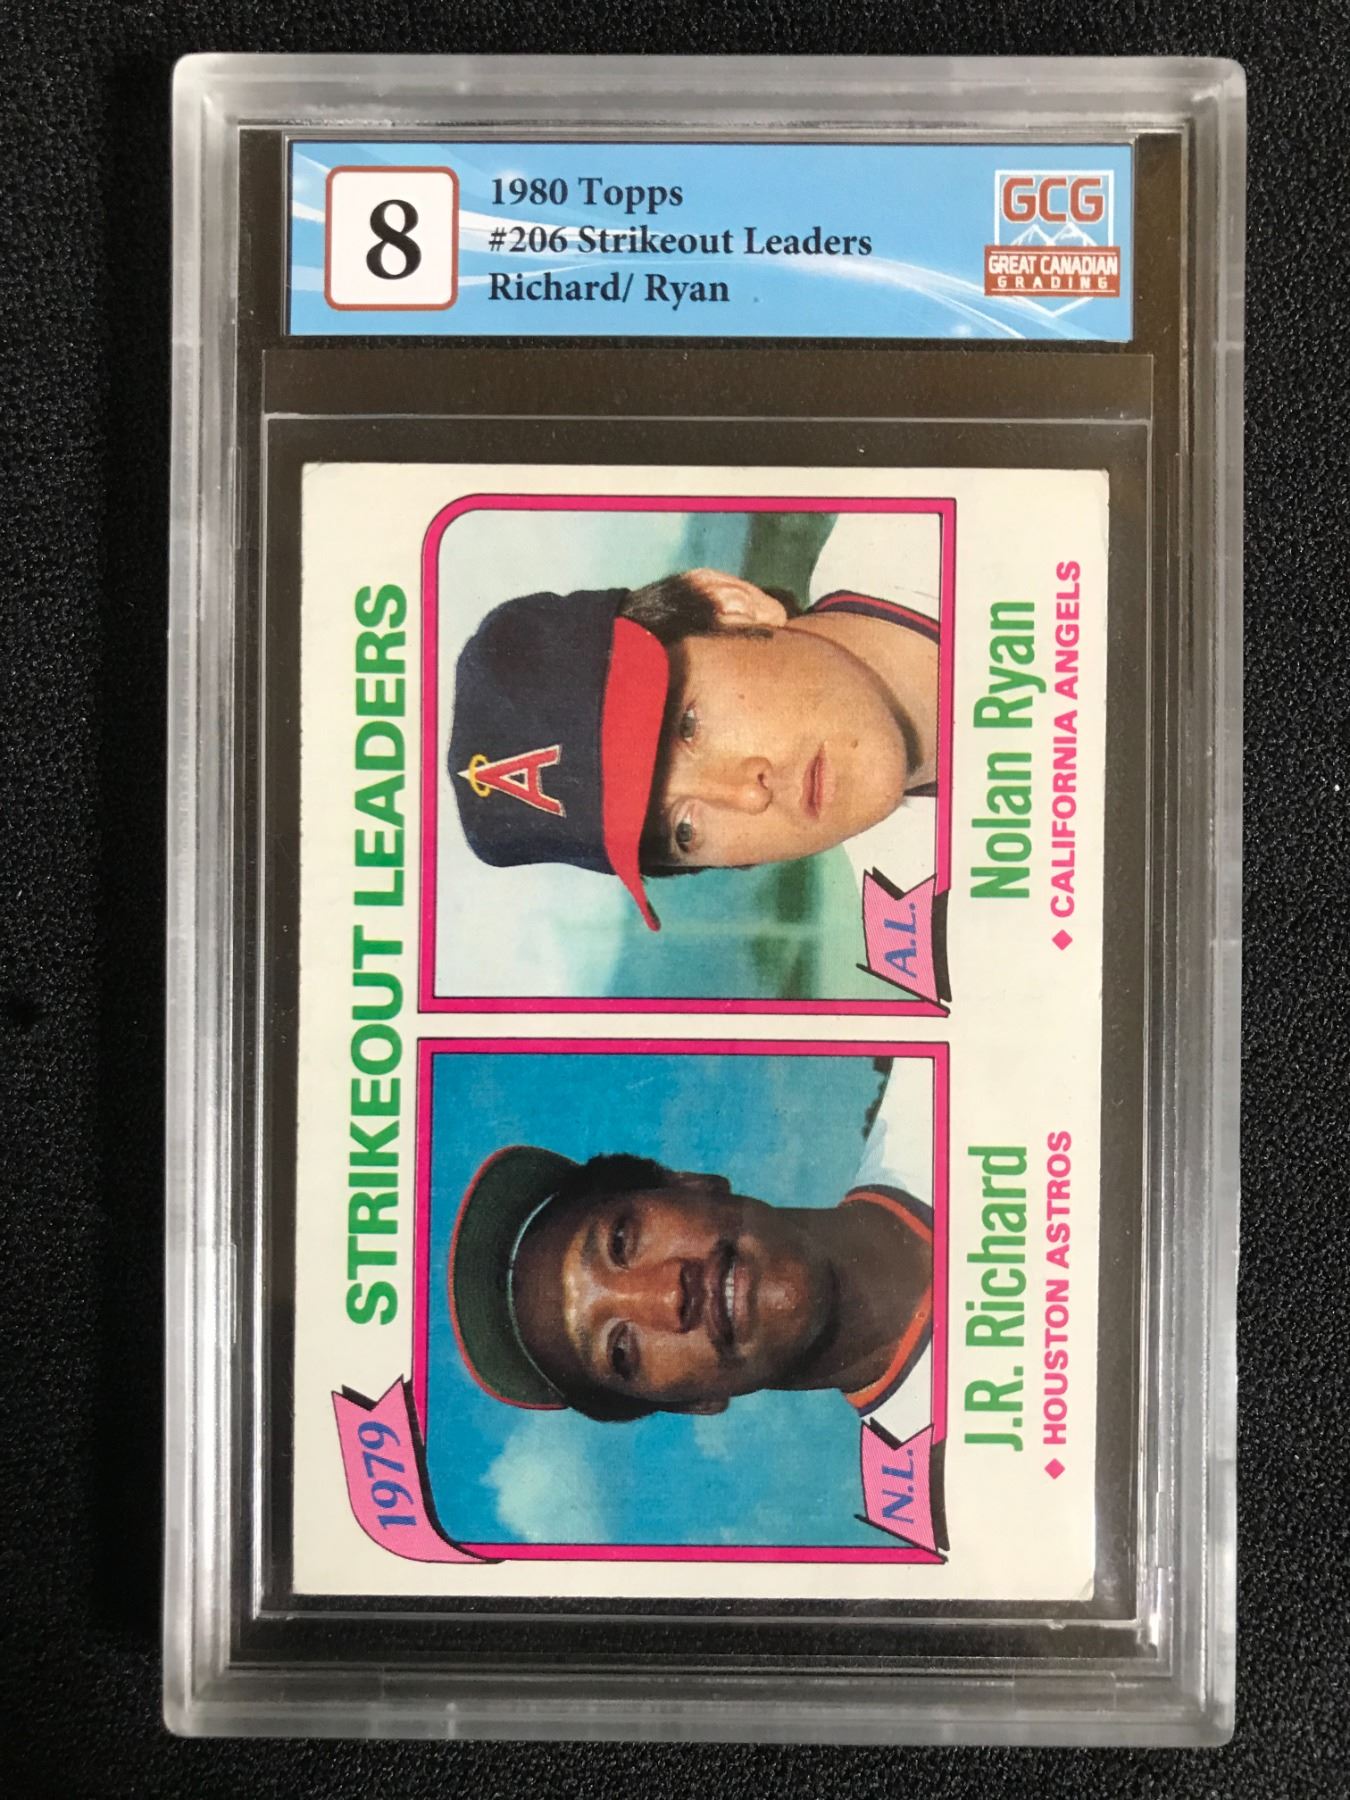 8
1980 Topps
#206 Strikeout Leaders
Richard/ Ryan
GCG
GREAT CANADIAN
GRADING
1979
STRIKEOUT LEADERS
A
N.L.
A.L.
J.R. Richard
◆ HOUSTON ASTROS
Nolan Ryan
◆ CALIFORNIA ANGELS